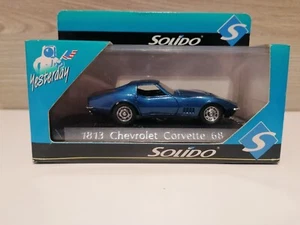 SOLIDO
S
Yesterday
1813 Chevrolet Corvette 68
S
SOLIDO